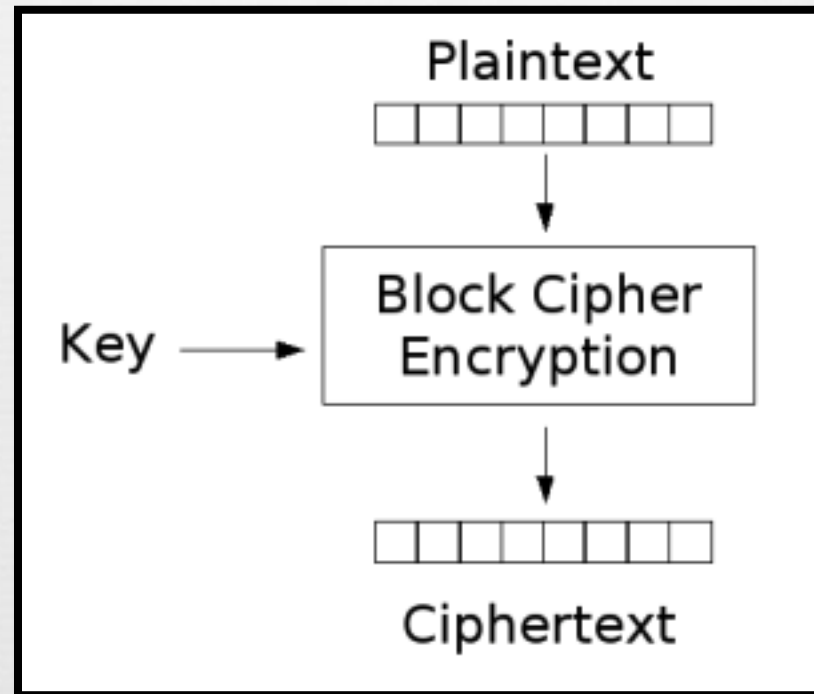 Plaintext
Key
Block Cipher
Encryption
Ciphertext